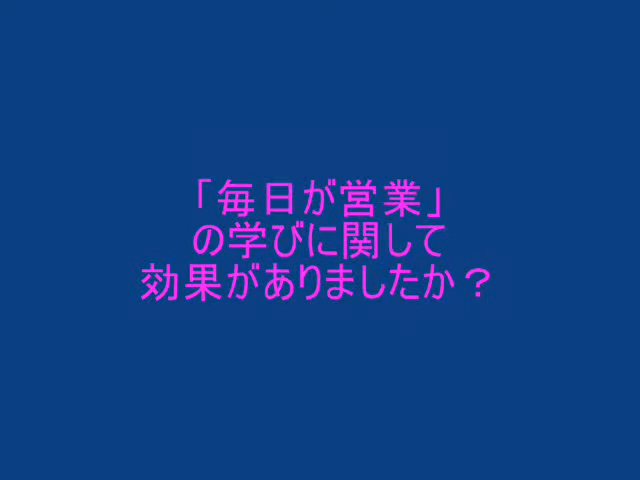 「毎日が営業」
の学びに関して
効果がありましたか？